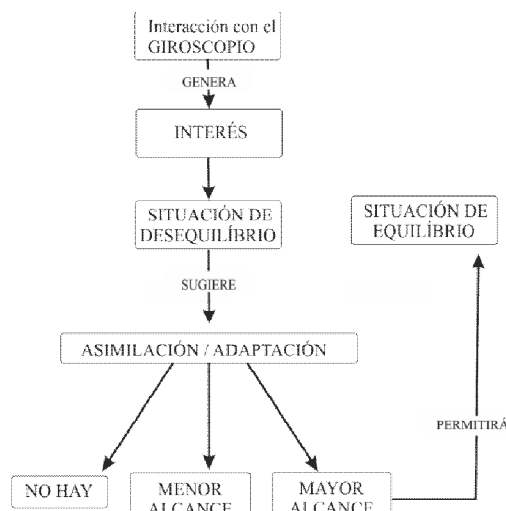 Interacción con el
GIROSCOPIO
GENERA
INTERÉS
SITUACIÓN DE
DESEQUILÍBRIO
SITUACIÓN DE
EQUILÍBRIO
SUGIERE
ASIMILACIÓN / ADAPTACIÓN
PERMITIRÁ
NO HAY
MENOR
ALCANCE
MAYOR
ALCANCE